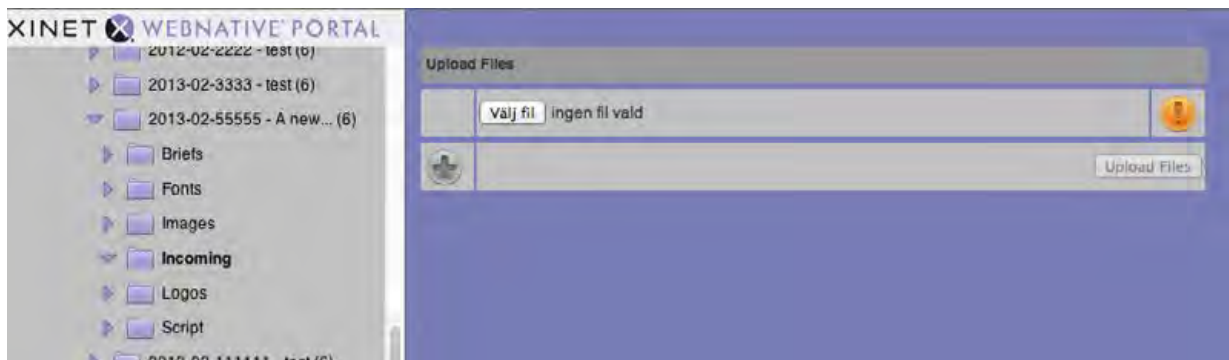 XINET X WEBNATIVE PORTAL
2012-02-2222 - test (6)
2013-02-3333 - test (6)
2013-02-55555 - A new... (6)
Briefs
Fonts
Images
Incoming
Logos
Script
Upload Files
Välj fil ingen fil vald
Upload Files